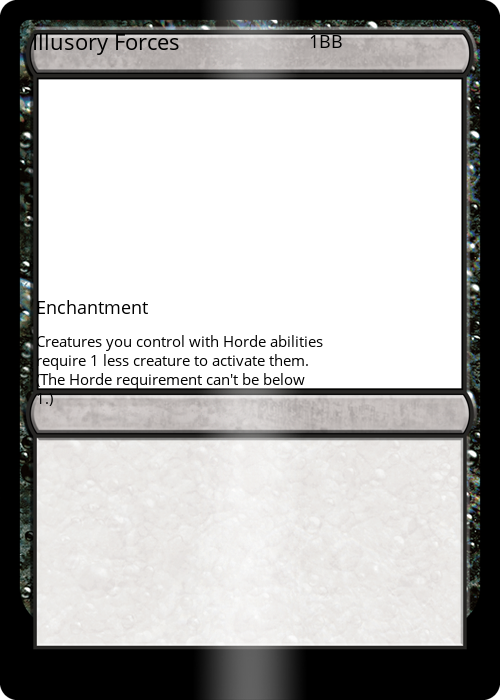 Illusory Forces 1BB
Enchantment
Creatures you control with Horde abilities
require 1 less creature to activate them.
(The Horde requirement can't be below
1.)